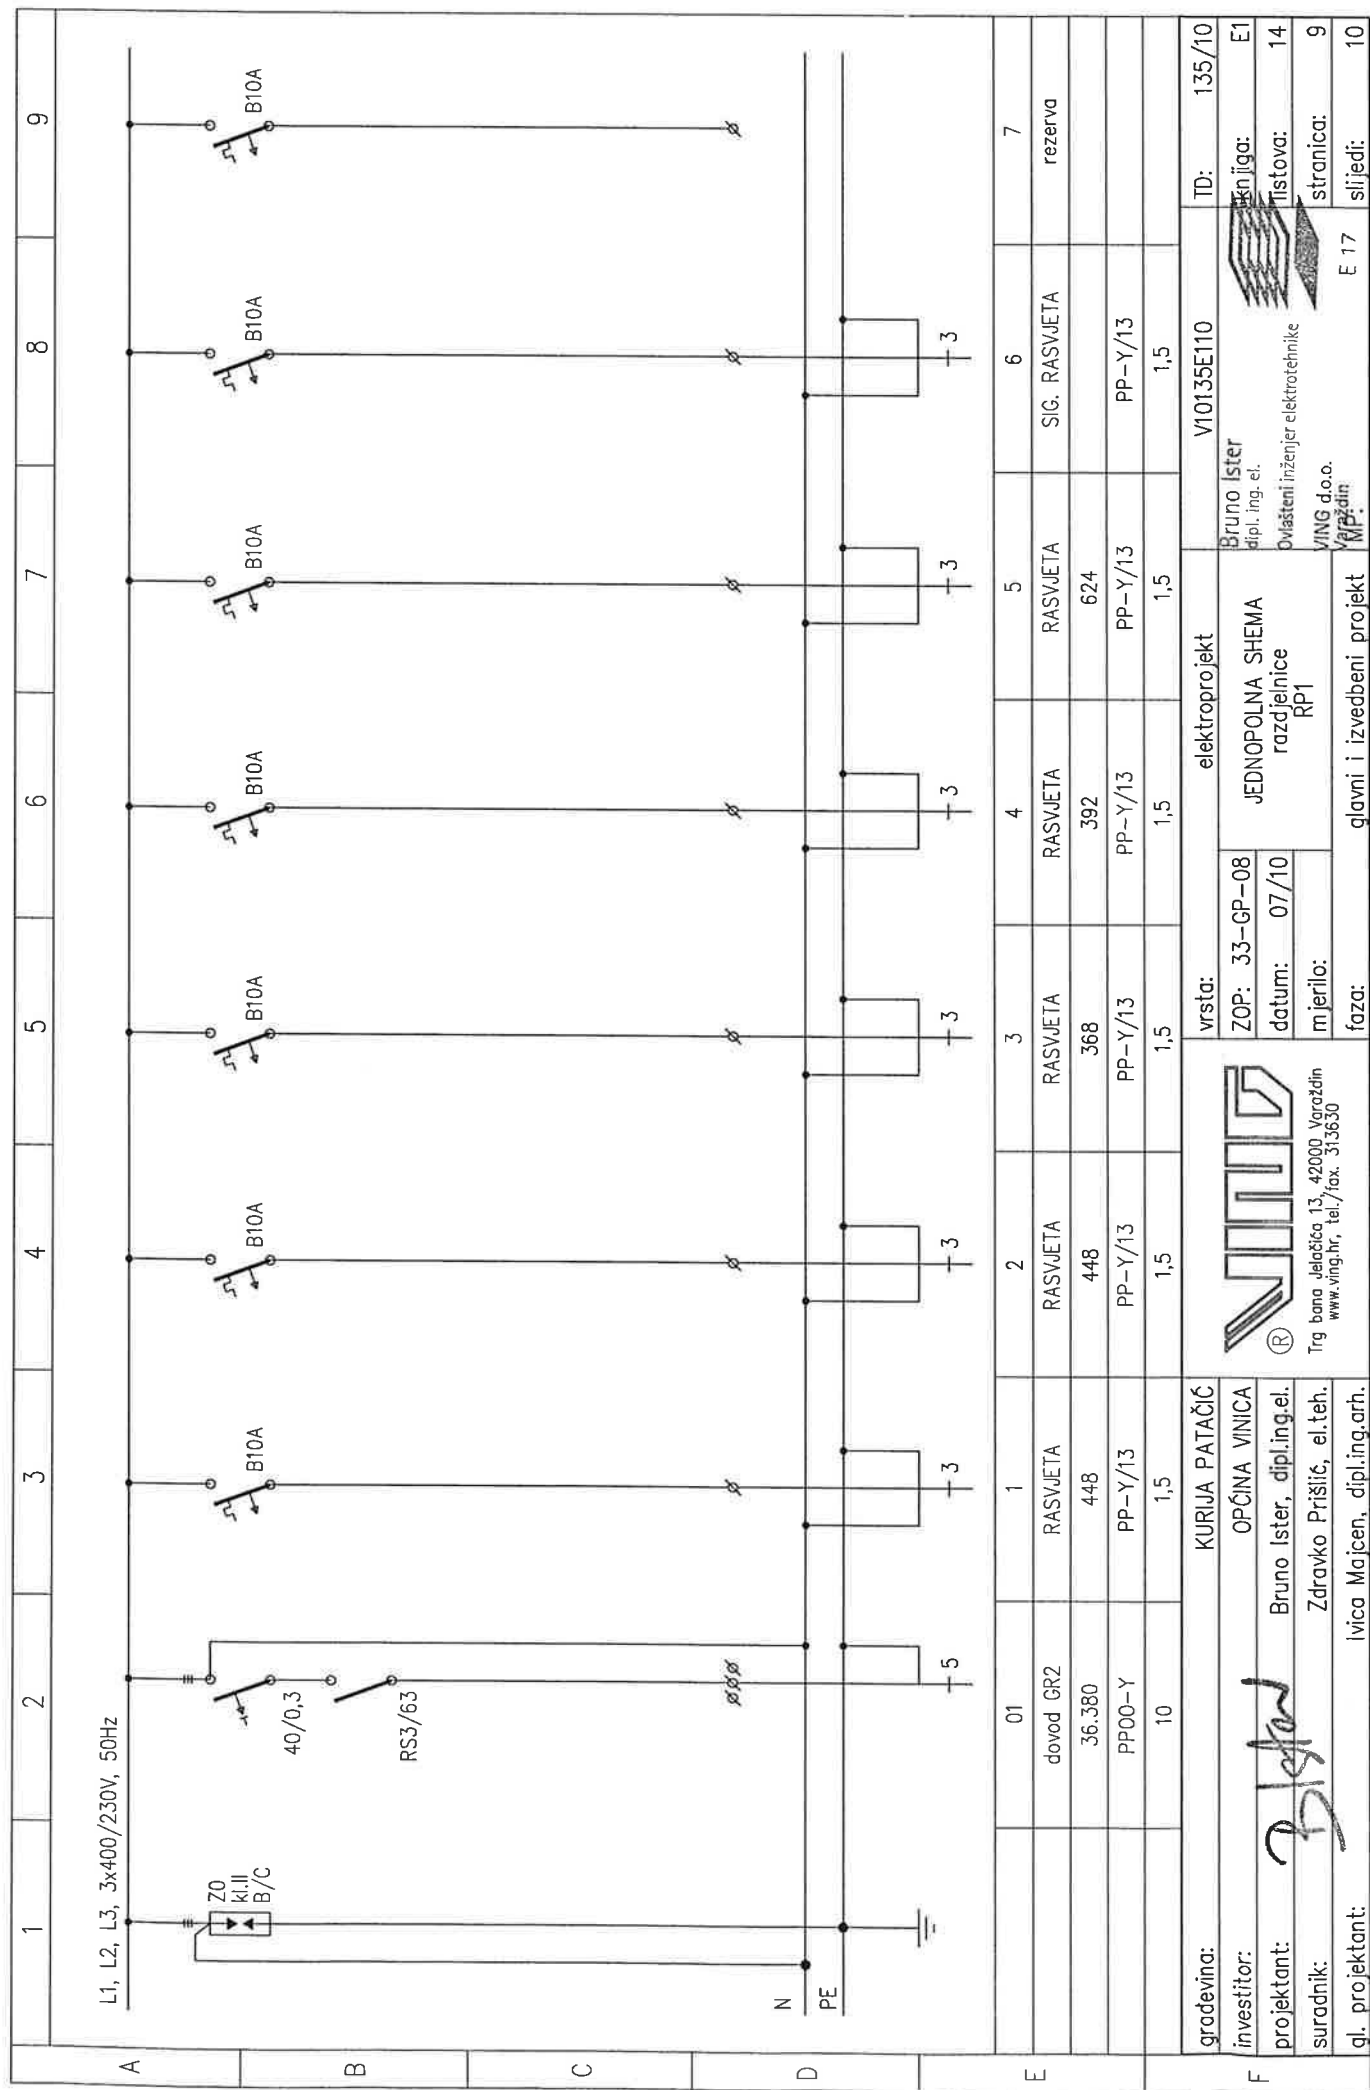 1 2 3 4 5 6 7 8 9
A
B
C
D
E
F
L1, L2, L3, 3x400/230V, 50Hz
ZO
kl.II
B/C
40/0,3
RS3/63
B10A B10A B10A B10A B10A B10A B10A
N
PE
5 3 3 3 3 3 3
01 1 2 3 4 5 6 7
dovod GR2 RASVJETA RASVJETA RASVJETA RASVJETA RASVJETA SIG. RASVJETA rezerva
36.380 448 448 368 392 624
PP00-Y PP-Y/13 PP-Y/13 PP-Y/13 PP-Y/13 PP-Y/13 PP-Y/13
10 1,5 1,5 1,5 1,5 1,5 1,5
građevina: KURIJA PATAČIĆ
investitor: OPĆINA VINICA
projektant: Bruno Ister, dipl.ing.el.
suradnik: Zdravko Prišlić, el.teh.
gl. projektant: Ivica Majcen, dipl.ing.arh.
VING
®
Trg bana Jelačića 13, 42000 Varaždin
www.ving.hr, tel./fax. 313630
vrsta: elektroprojekt
ZOP: 33-GP-08
datum: 07/10
mjerilo:
faza: glavni i izvedbeni projekt
JEDNOPOLNA SHEMA
razdjelnice
RP1
V10135E110
Bruno Ister
dipl. ing. el.
Ovlašteni inženjer elektrotehnike
VING d.o.o.
Varaždin
MP:
E 17
TD: 135/10
knjiga: E1
listova: 14
stranica: 9
slijedi: 10